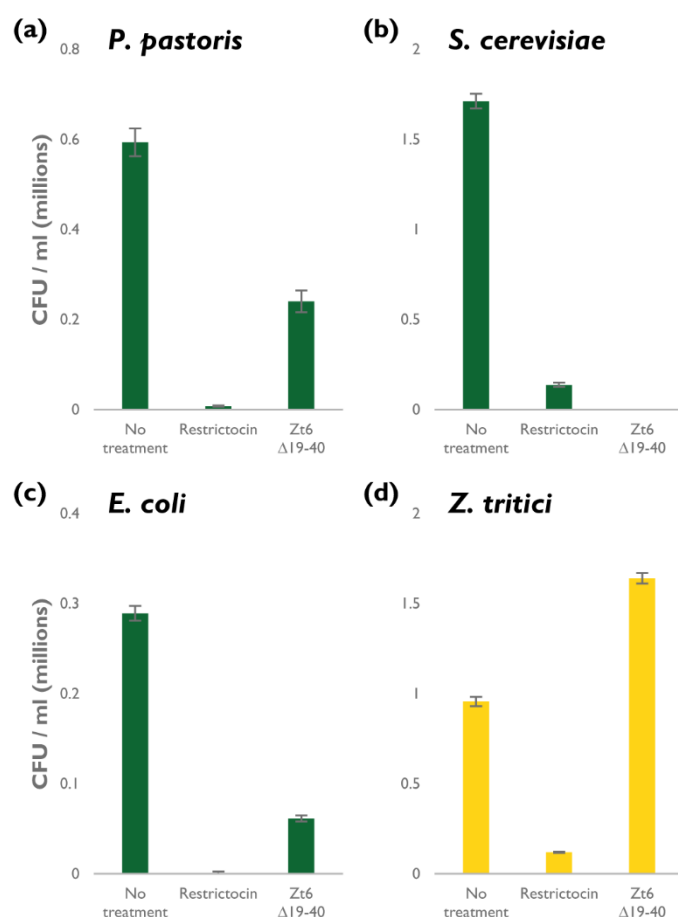 (a) P. pastoris
CFU / ml (millions)
0.8
0.6
0.4
0.2
0
No treatment
Restrictocin
Zt6 Δ19-40
(b) S. cerevisiae
2
1.5
1
0.5
0
No treatment
Restrictocin
Zt6 Δ19-40
(c) E. coli
CFU / ml (millions)
0.4
0.3
0.2
0.1
0
No treatment
Restrictocin
Zt6 Δ19-40
(d) Z. tritici
2
1.5
1
0.5
0
No treatment
Restrictocin
Zt6 Δ19-40